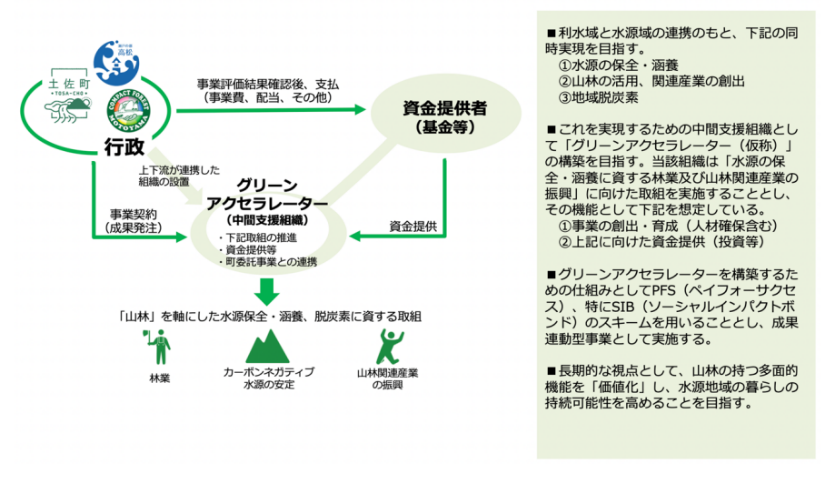 土佐町
TOSA-CHO
高松
COMPACT FOREST
MOTOYAMA
行政
事業評価結果確認後、支払
（事業費、配当、その他）
資金提供者
（基金等）
上下流が連携した
組織の設置
事業契約
（成果発注）
グリーン
アクセラレーター
（中間支援組織）
・下記取組の推進
・資金提供等
・町委託事業との連携
資金提供
「山林」を軸にした水源保全・涵養、脱炭素に資する取組
林業
カーボンネガティブ
水源の安定
山林関連産業
の振興
■利水域と水源域の連携のもと、下記の同
時実現を目指す。
①水源の保全・涵養
②山林の活用、関連産業の創出
③地域脱炭素
■これを実現するための中間支援組織とし
て「グリーンアクセラレーター（仮称）」
の構築を目指す。当該組織は「水源の保
全・涵養に資する林業及び山林関連産業の
振興」に向けた取組を実施することとし、
その機能として下記を想定している。
①事業の創出・育成（人材確保含む）
②上記に向けた資金提供（投資等）
■グリーンアクセラレーターを構築するた
めの仕組みとしてPFS（ペイフォーサクセ
ス）、特にSIB（ソーシャルインパクトボ
ンド）のスキームを用いることとし、成果
連動型事業として実施する。
■長期的な視点として、山林の持つ多面的
機能を「価値化」し、水源地域の暮らしの
持続可能性を高めることを目指す。